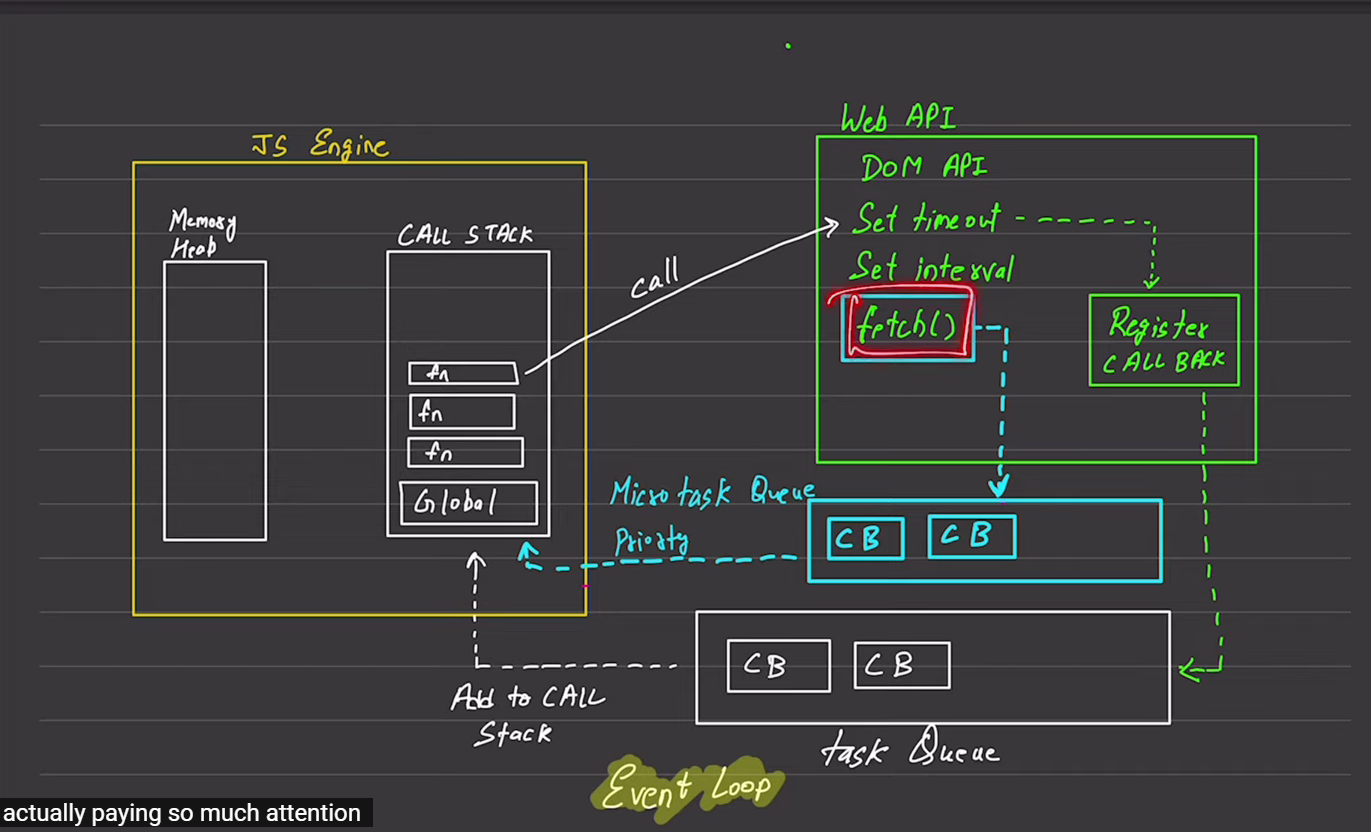 JS Engine
Memory
Heap
CALL STACK
fn
fn
fn
Global
call
Web API
DOM API
Set timeout
Set interval
fetch()
Register
CALL BACK
Micro task Queue
Priorty
CB
CB
CB
CB
Add to CALL
Stack
task Queue
Event Loop
actually paying so much attention